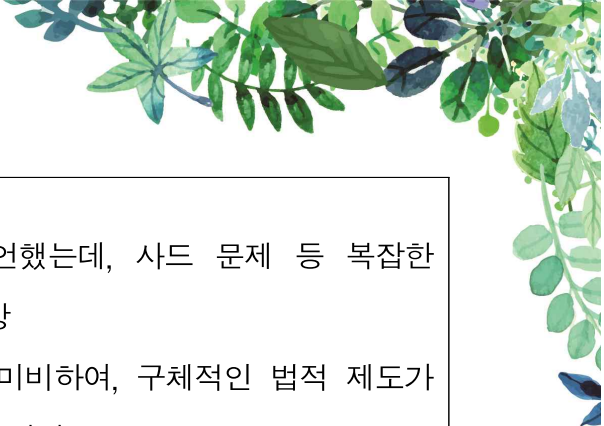 언했는데, 사드 문제 등 복잡한
미비하여, 구체적인 법적 제도가